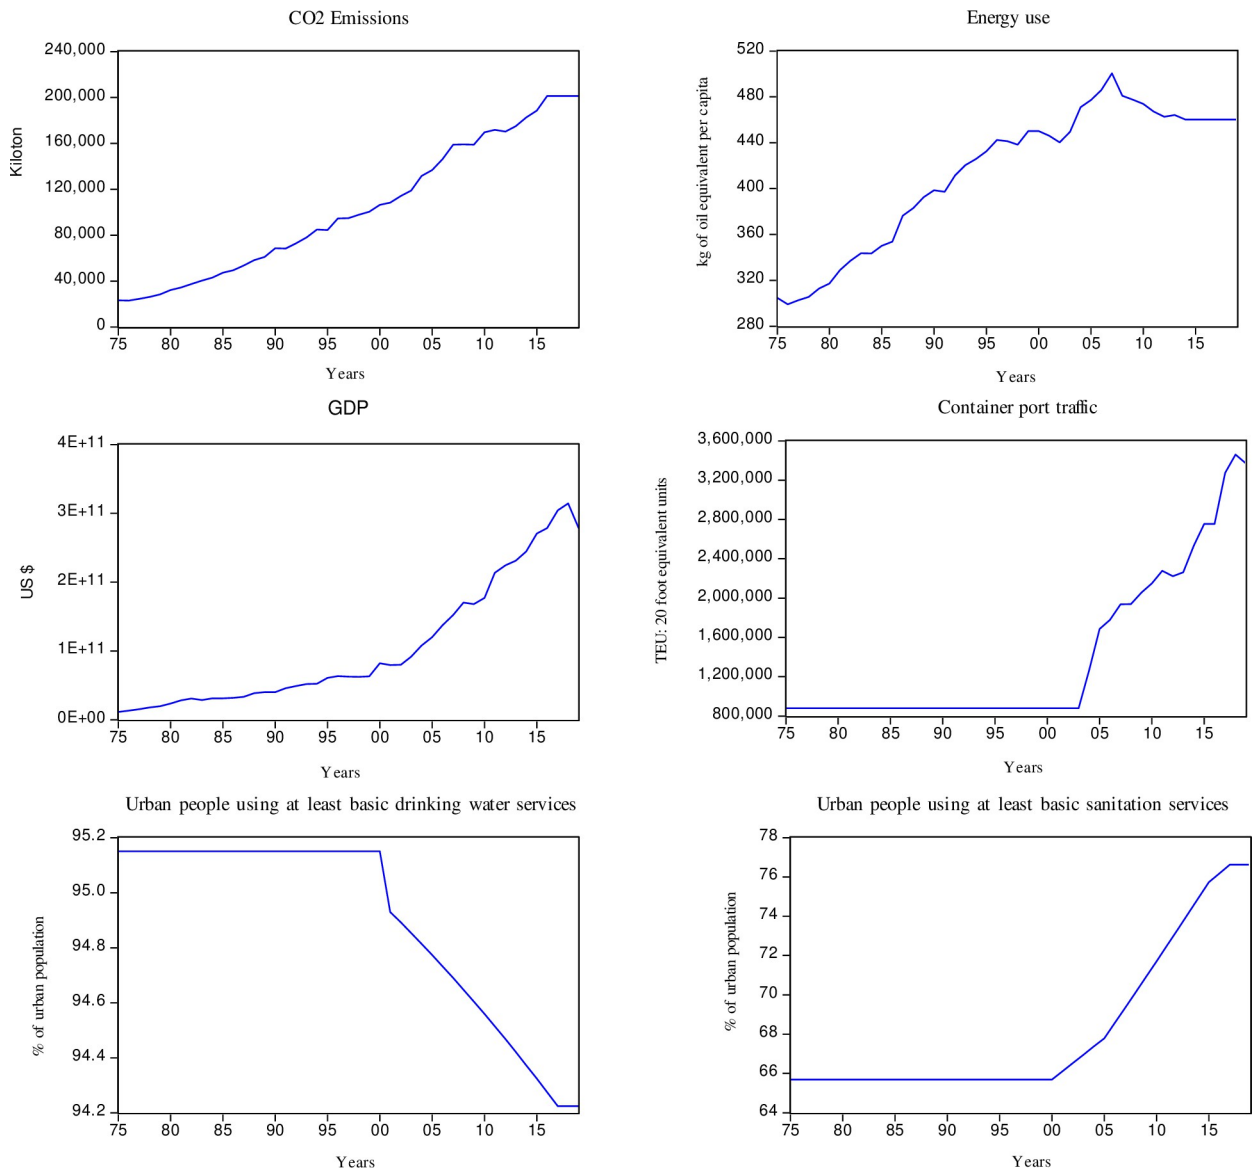 CO2 Emissions
Kiloton
240,000
200,000
160,000
120,000
80,000
40,000
0
75 80 85 90 95 00 05 10 15
Years
Energy use
kg of oil equivalent per capita
520
480
440
400
360
320
280
75 80 85 90 95 00 05 10 15
Years
GDP
US $
4E+11
3E+11
2E+11
1E+11
0E+00
75 80 85 90 95 00 05 10 15
Years
Container port traffic
TEU: 20 foot equivalent units
3,600,000
3,200,000
2,800,000
2,400,000
2,000,000
1,600,000
1,200,000
800,000
75 80 85 90 95 00 05 10 15
Years
Urban people using at least basic drinking water services
% of urban population
95.2
95.0
94.8
94.6
94.4
94.2
75 80 85 90 95 00 05 10 15
Years
Urban people using at least basic sanitation services
% of urban population
78
76
74
72
70
68
66
64
75 80 85 90 95 00 05 10 15
Years